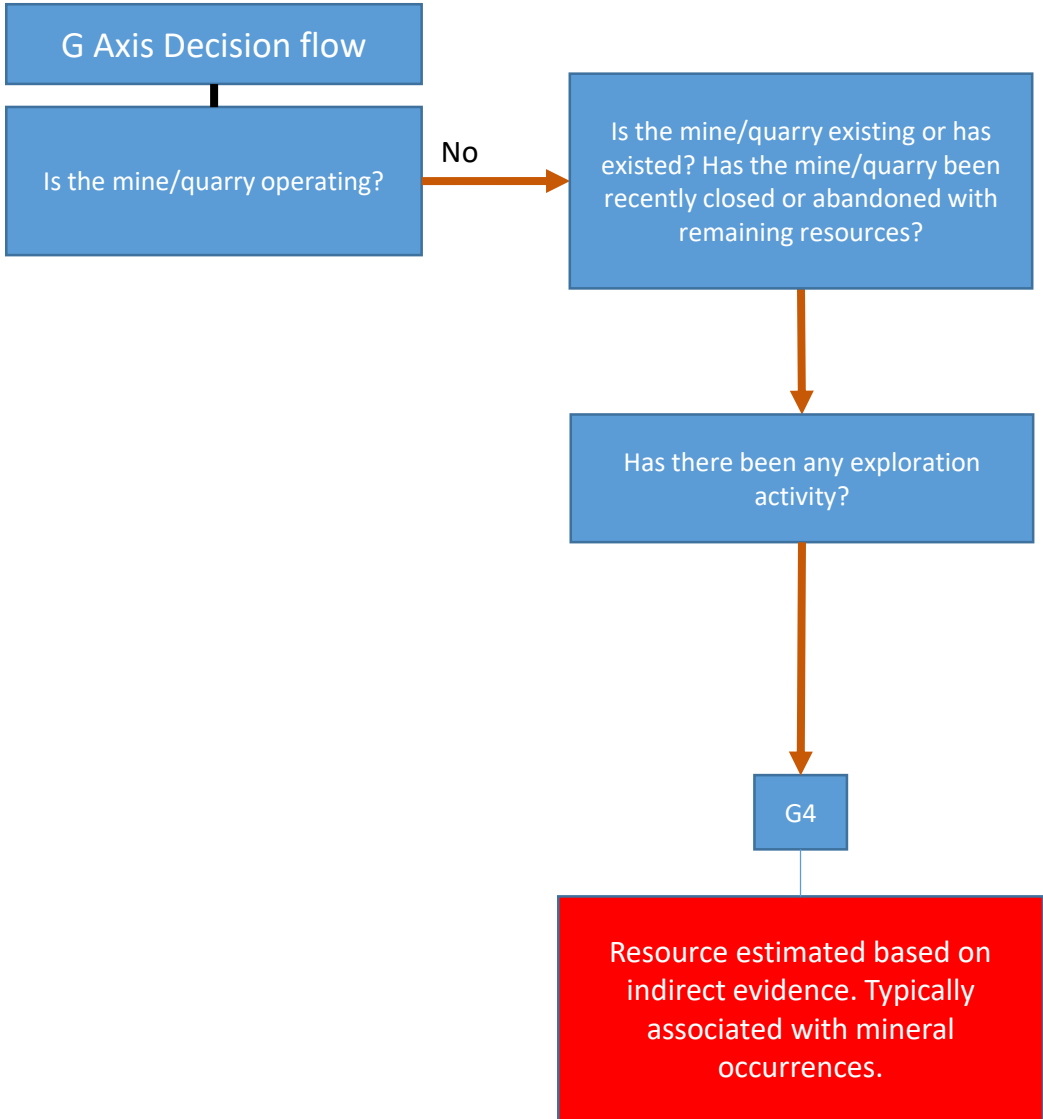 G Axis Decision flow
Is the mine/quarry operating?
No
Is the mine/quarry existing or has
existed? Has the mine/quarry been
recently closed or abandoned with
remaining resources?
Has there been any exploration
activity?
G4
Resource estimated based on
indirect evidence. Typically
associated with mineral
occurrences.